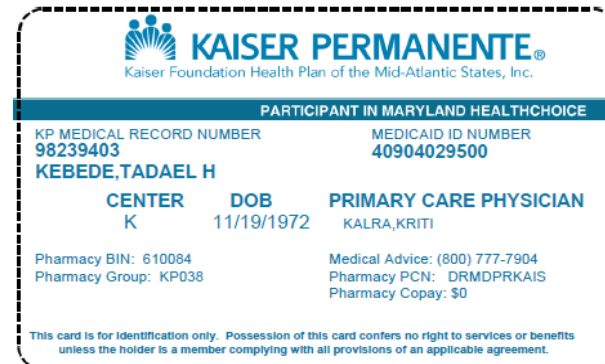 KAISER PERMANENTE®
Kaiser Foundation Health Plan of the Mid-Atlantic States, Inc.
PARTICIPANT IN MARYLAND HEALTHCHOICE
KP MEDICAL RECORD NUMBER MEDICAID ID NUMBER
98239403 40904029500
KEBEDE,TADAEL H
CENTER DOB PRIMARY CARE PHYSICIAN
K 11/19/1972 KALRA,KRITI
Pharmacy BIN: 610084 Medical Advice: (800) 777-7904
Pharmacy Group: KP038 Pharmacy PCN: DRMDPRKAIS
Pharmacy Copay: $0
This card is for identification only. Possession of this card confers no right to services or benefits
unless the holder is a member complying with all provisions of an applicable agreement.